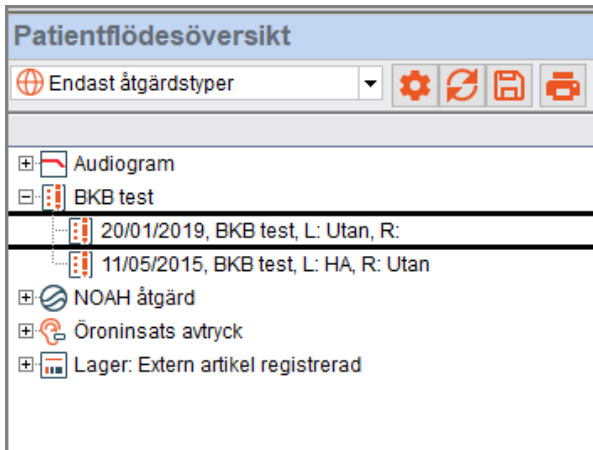 Patientflödesöversikt
Endast åtgärdstyper
Audiogram
BKB test
20/01/2019, BKB test, L: Utan, R:
11/05/2015, BKB test, L: HA, R: Utan
NOAH åtgärd
Öroninsats avtryck
Lager: Extern artikel registrerad